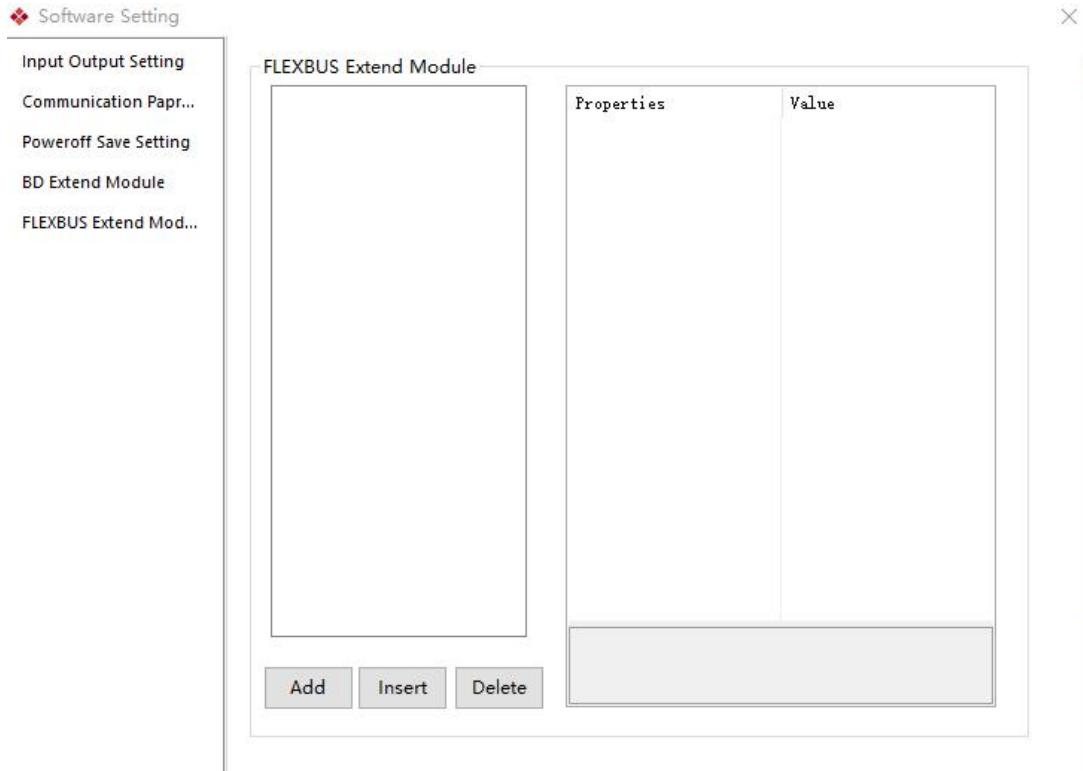 Software Setting
Input Output Setting
Communication Papr...
Poweroff Save Setting
BD Extend Module
FLEXBUS Extend Mod...
FLEXBUS Extend Module
Properties Value
Add Insert Delete